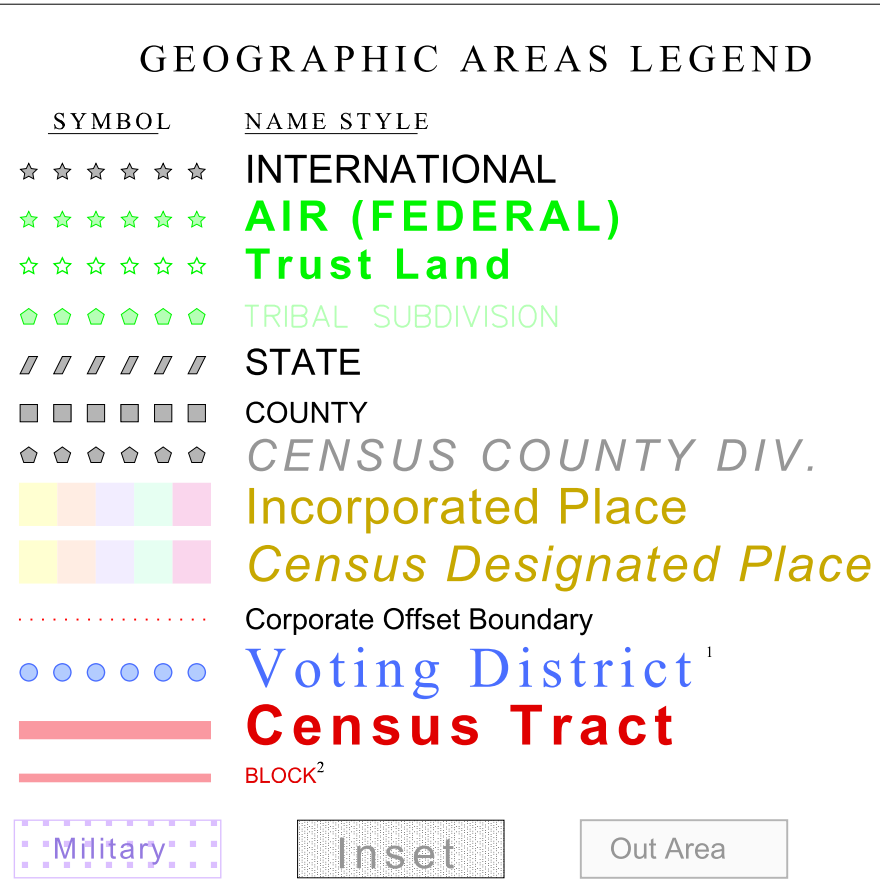 GEOGRAPHIC AREAS LEGEND
SYMBOL NAME STYLE
INTERNATIONAL
AIR (FEDERAL)
Trust Land
TRIBAL SUBDIVISION
STATE
COUNTY
CENSUS COUNTY DIV.
Incorporated Place
Census Designated Place
Corporate Offset Boundary
Voting District 1
Census Tract
BLOCK2
Military Inset Out Area